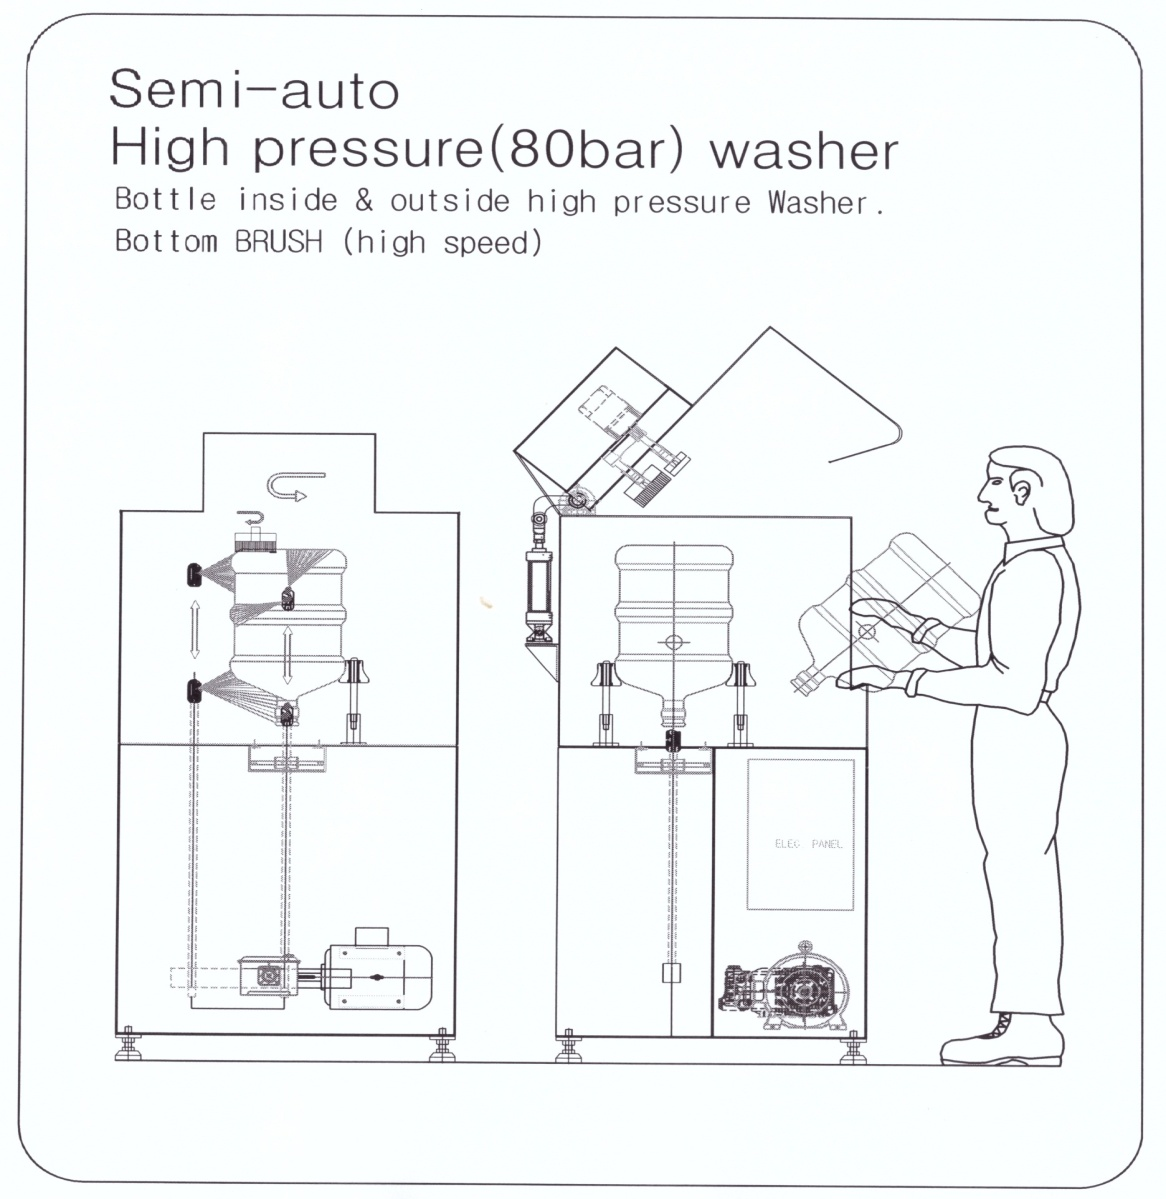 Semi-auto
High pressure(80bar) washer
Bottle inside & outside high pressure Washer.
Bottom BRUSH (high speed)
ELEC PANEL